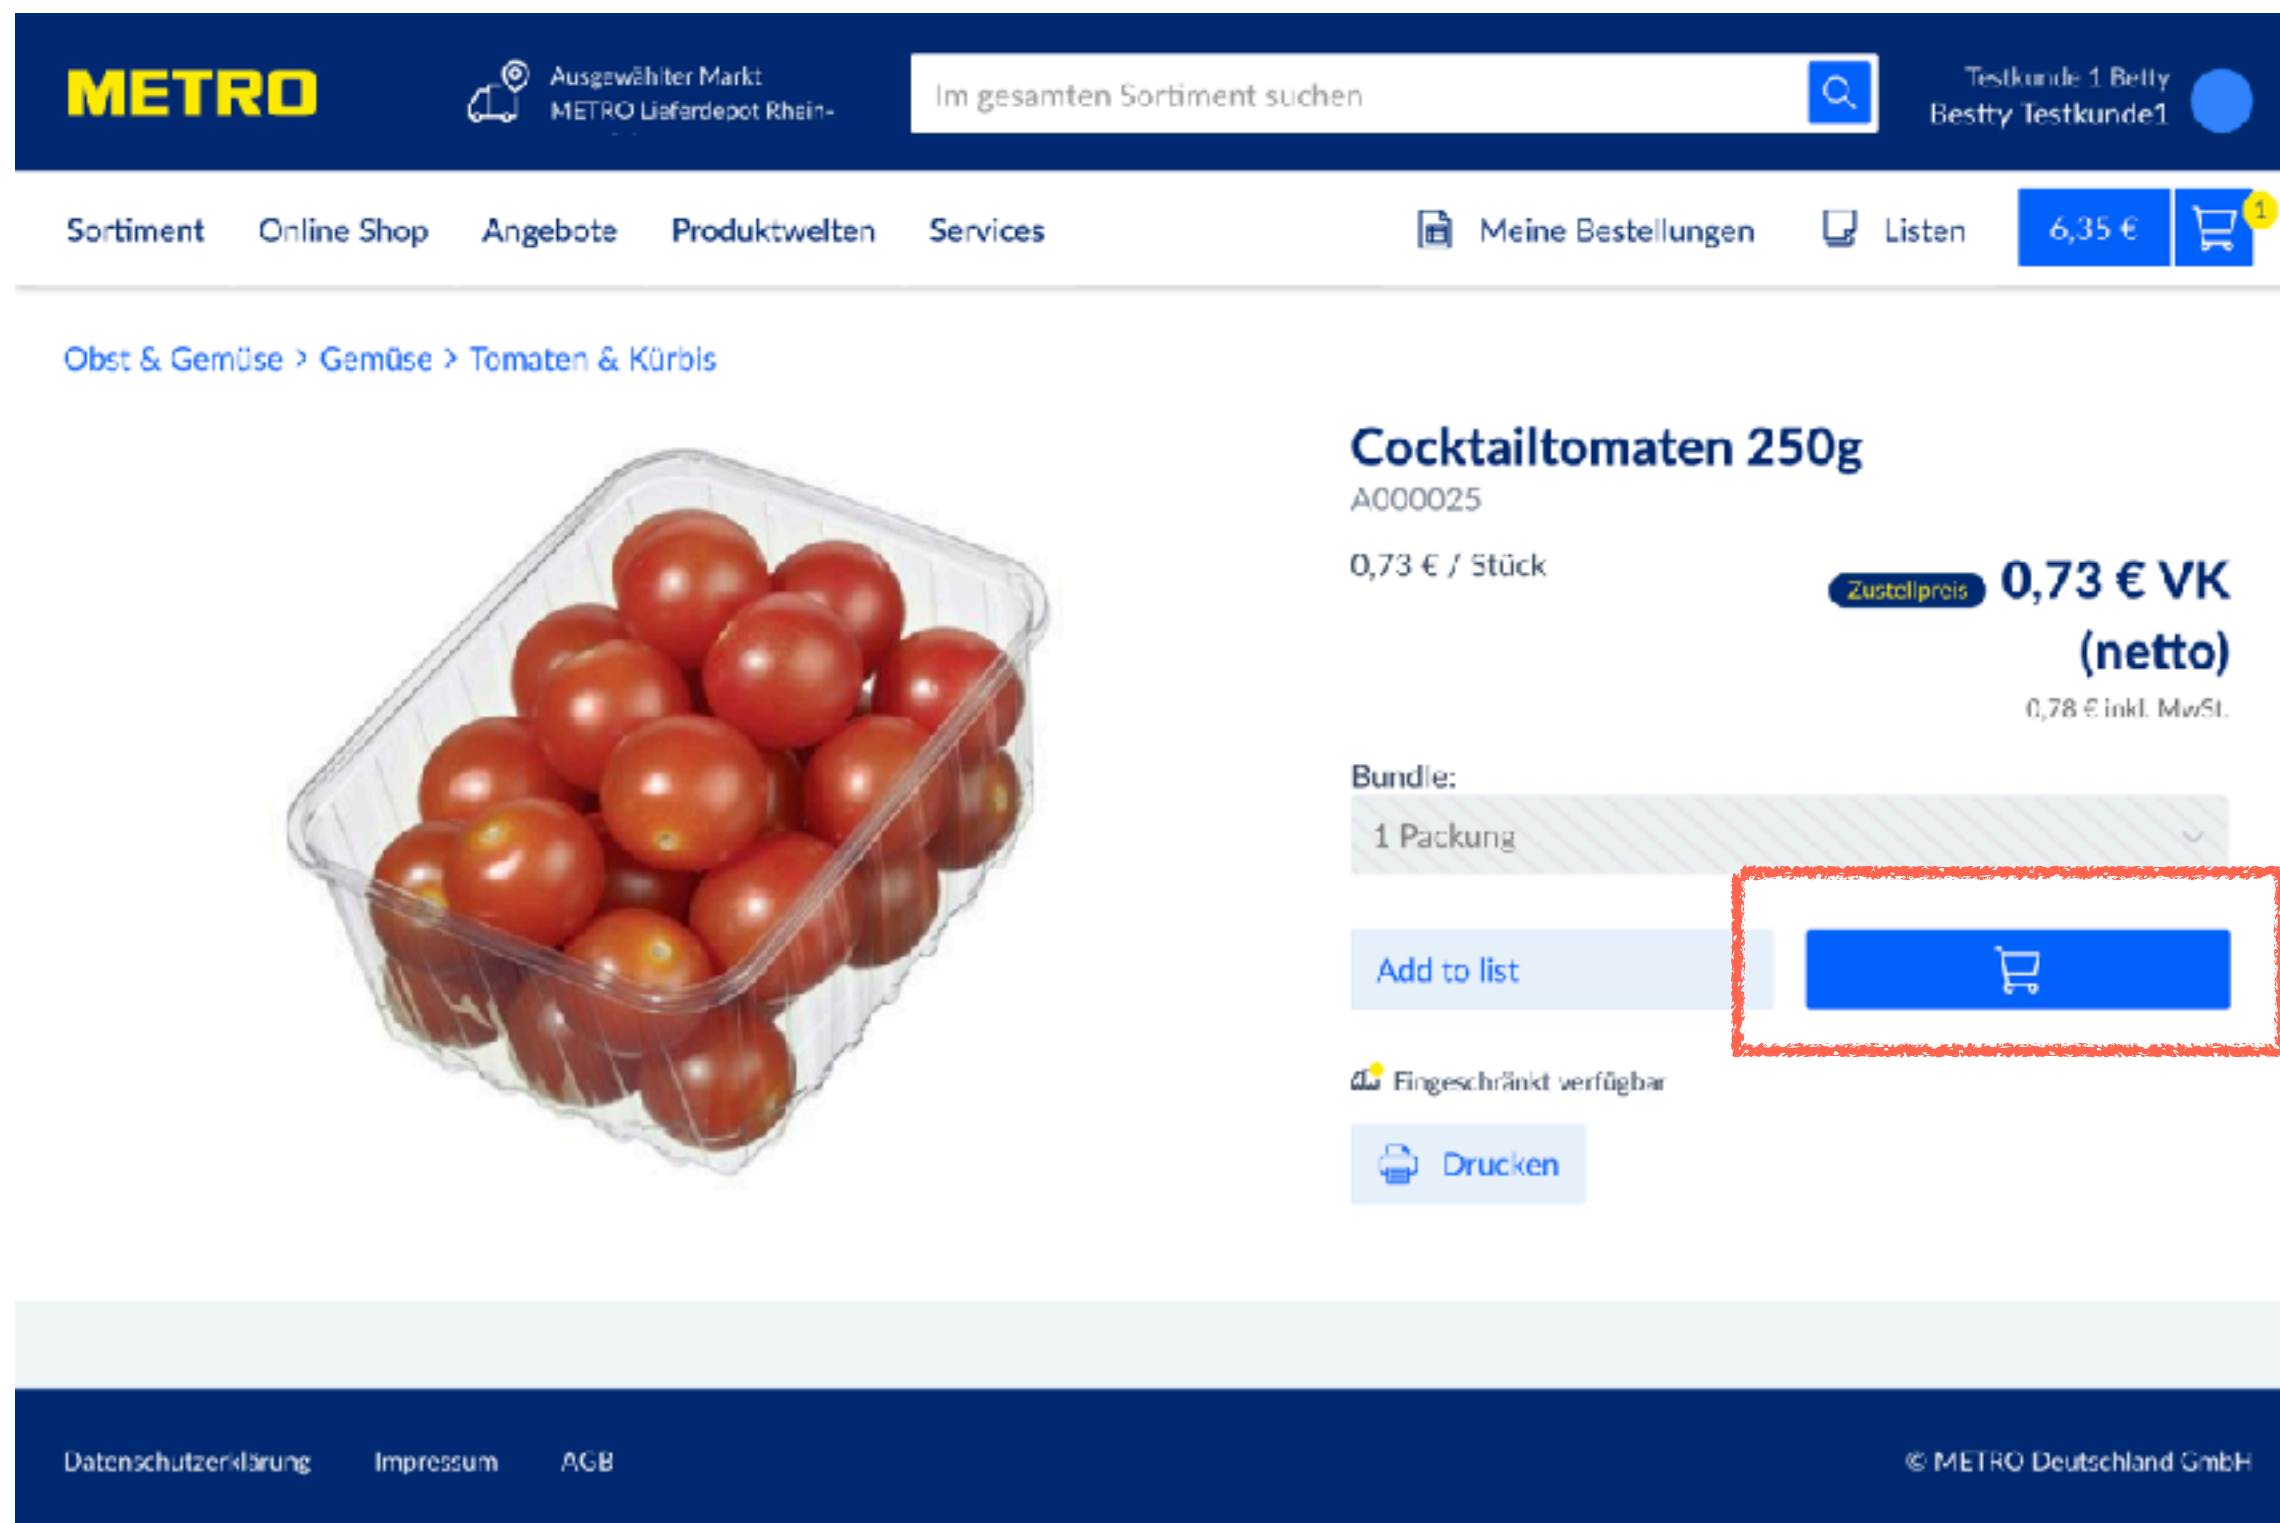 METRO
Ausgewählter Markt
METRO Lieferdepot Rhein-
Im gesamten Sortiment suchen
Testkunde 1 Betty
Bestty Testkunde1
Sortiment Online Shop Angebote Produktwelten Services Meine Bestellungen Listen 6,35 € 1
Obst & Gemüse > Gemüse > Tomaten & Kürbis
Cocktailtomaten 250g
A000025
0,73 € / Stück
Zustellpreis 0,73 € VK
(netto)
0,78 € inkl. MwSt.
Bundle:
1 Packung
Add to list
Eingeschränkt verfügbar
Drucken
Datenschutzerklärung Impressum AGB © METRO Deutschland GmbH